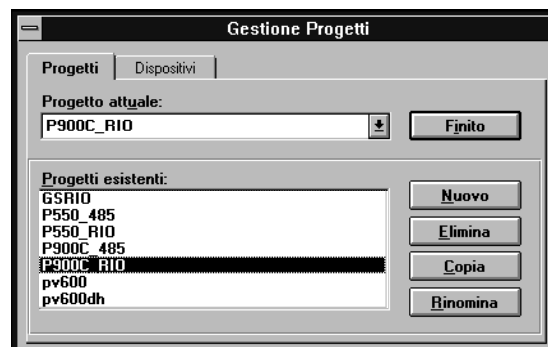 Gestione Progetti
Progetti Dispositivi
Progetto attuale:
P900C_RIO
Finito
Progetti esistenti:
GSRIO
P550_485
P550_RIO
P900C_485
P900C_RIO
pv600
pv600dh
Nuovo
Elimina
Copia
Rinomina